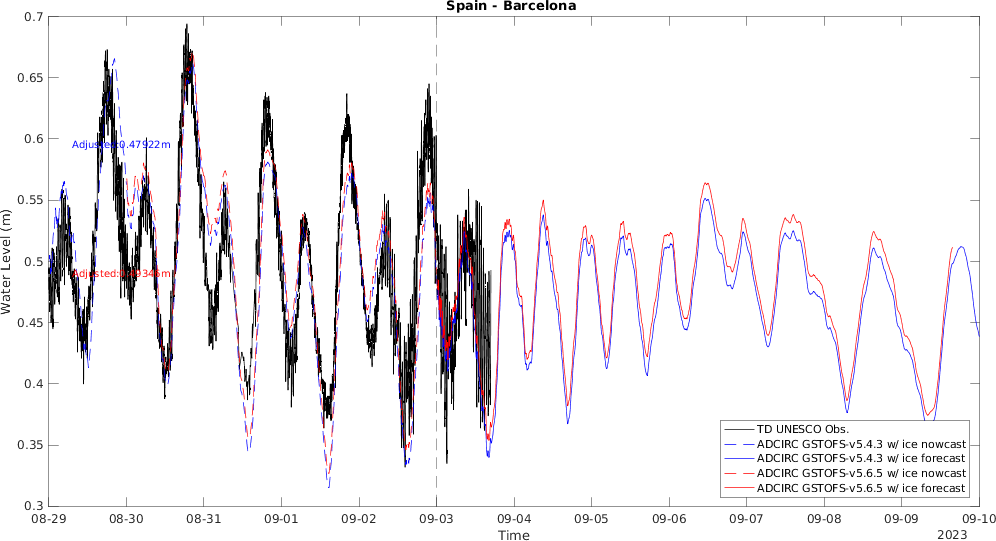 Spain - Barcelona
Water Level (m)
0.7
0.65
0.6
0.55
0.5
0.45
0.4
0.35
0.3
Adjusted:0.47922m
TD UNESCO Obs.
ADCIRC GSTOFS-v5.4.3 w/ ice nowcast
ADCIRC GSTOFS-v5.4.3 w/ ice forecast
ADCIRC GSTOFS-v5.6.5 w/ ice nowcast
ADCIRC GSTOFS-v5.6.5 w/ ice forecast
08-29 08-30 08-31 09-01 09-02 09-03 09-04 09-05 09-06 09-07 09-08 09-09 09-10
Time
2023